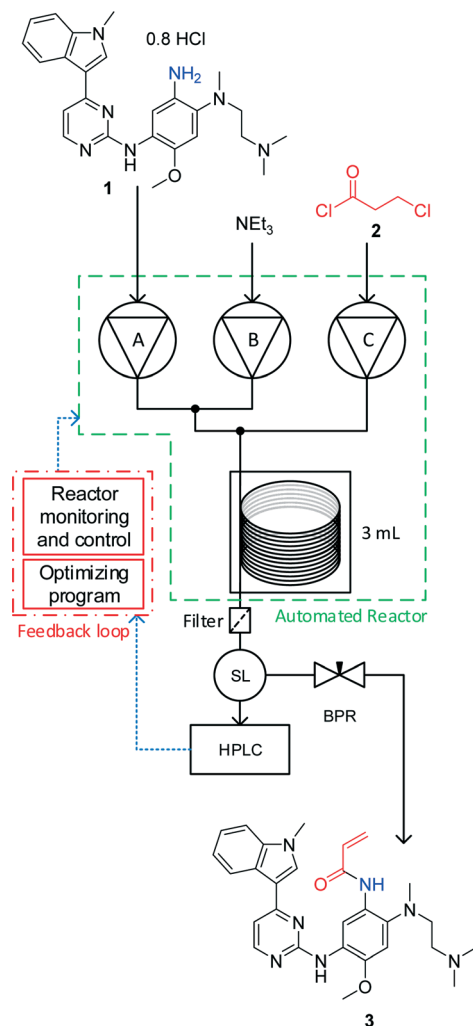 0.8 HCl
N
NH₂
N
N
N
N
N
H
O
1
NEt₃
O
Cl
Cl
2
A
B
C
Reactor
monitoring
and control
Optimizing
program
Feedback loop
3 mL
Automated Reactor
Filter
SL
BPR
HPLC
N
O
NH
N
N
N
N
N
H
O
3